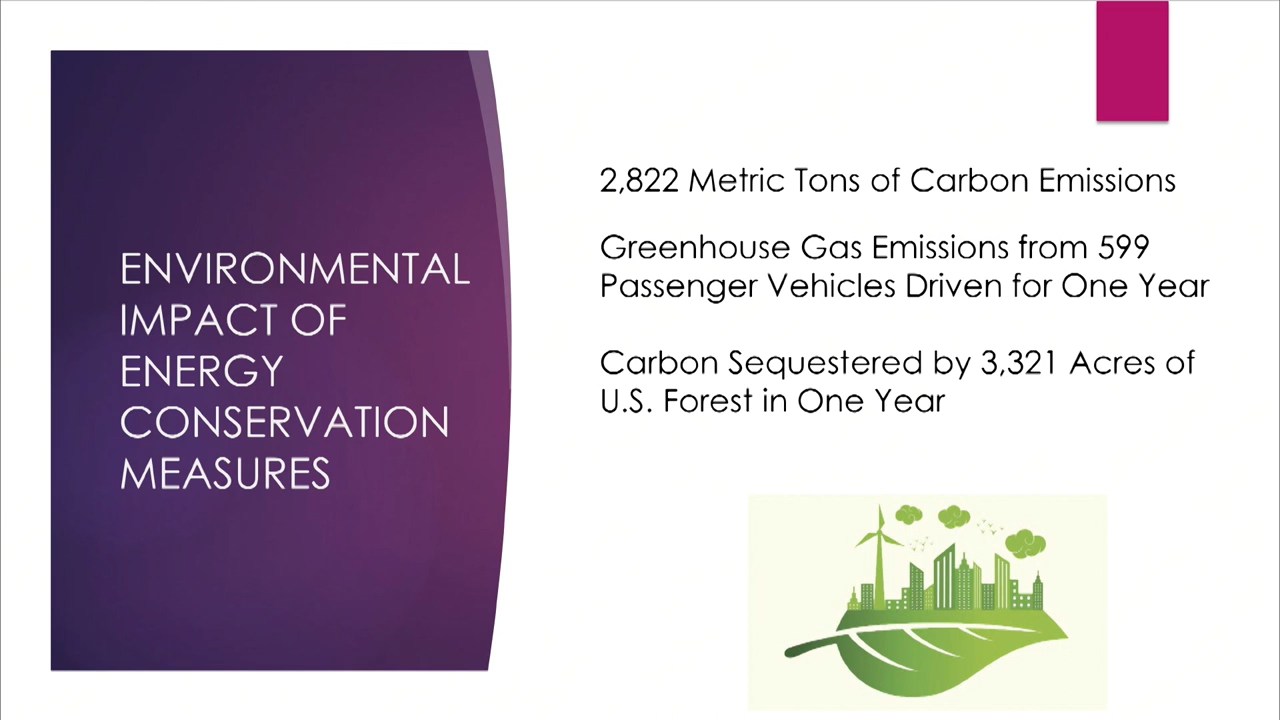 ENVIRONMENTAL
IMPACT OF
ENERGY
CONSERVATION
MEASURES
2,822 Metric Tons of Carbon Emissions
Greenhouse Gas Emissions from 599
Passenger Vehicles Driven for One Year
Carbon Sequestered by 3,321 Acres of
U.S. Forest in One Year